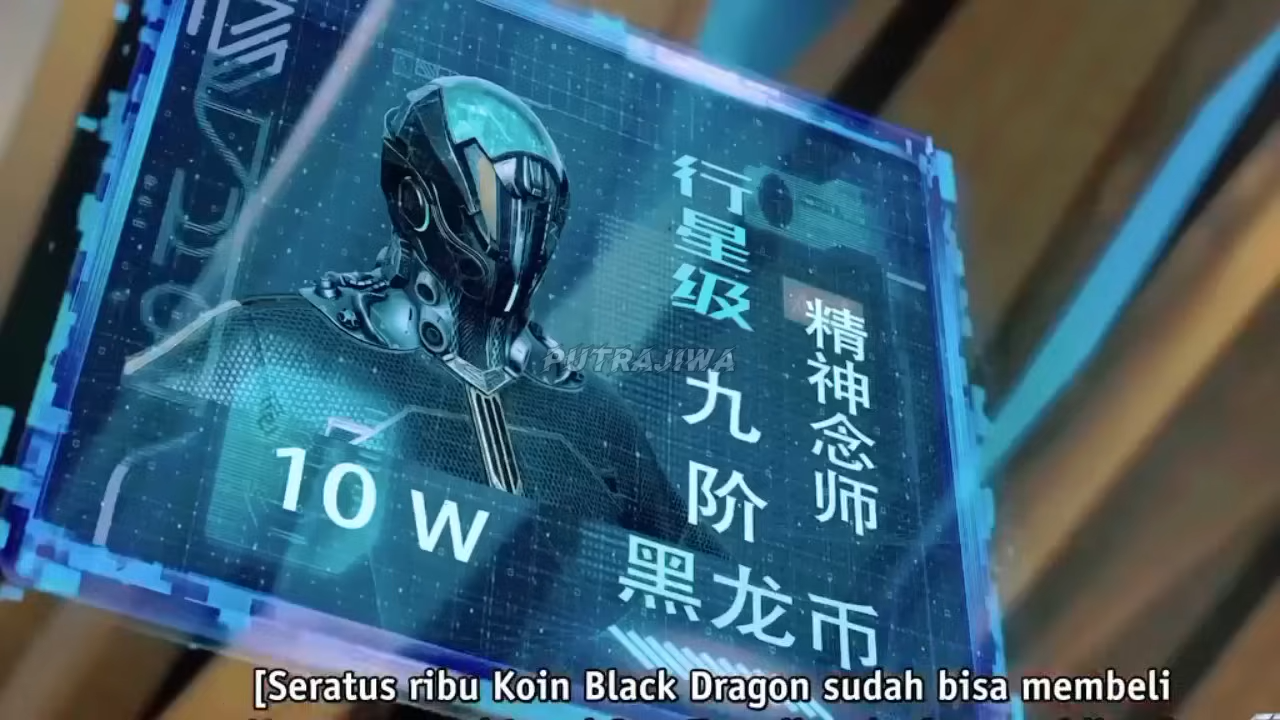 行星级
九阶
精神念师
PUTRAJIWA
10 W
黑龙币
[Seratus ribu Koin Black Dragon sudah bisa membeli